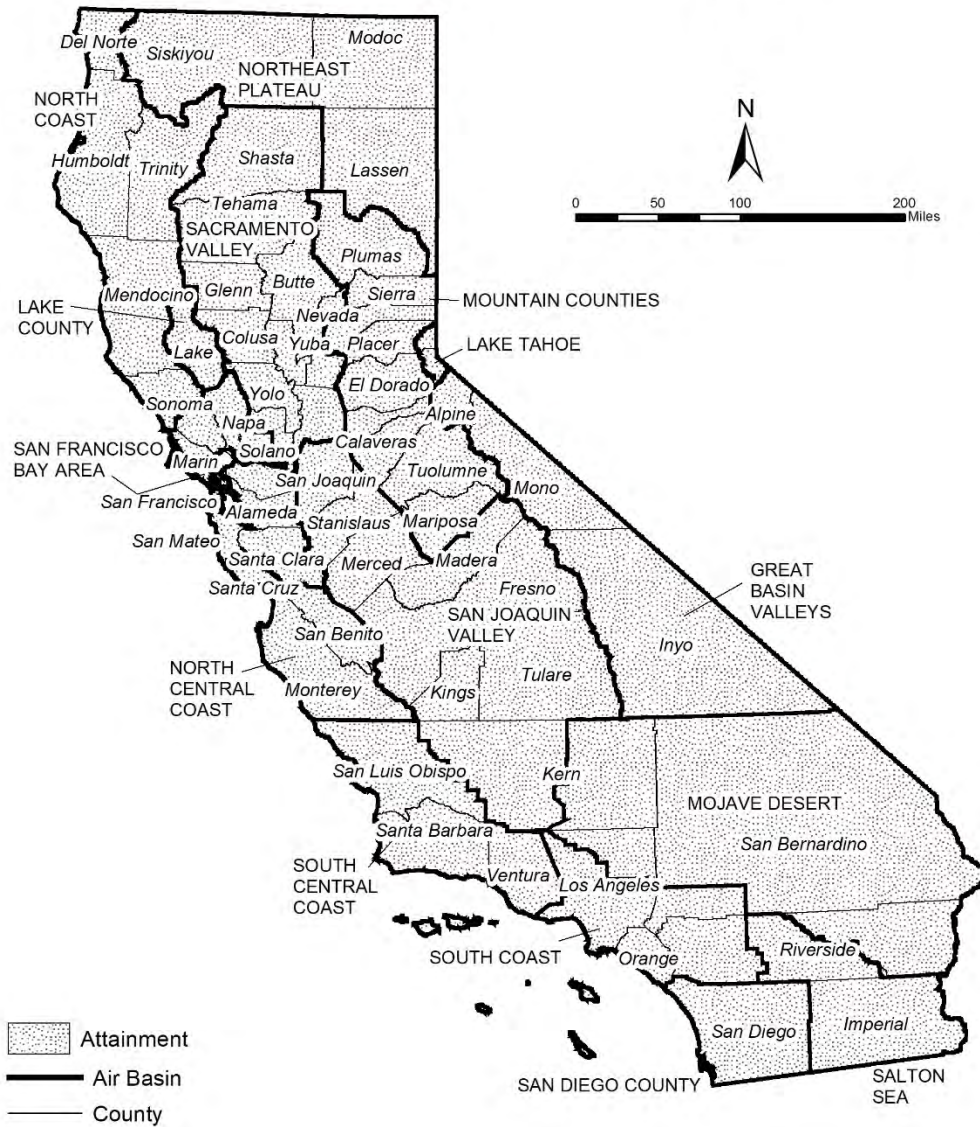 Del Norte
Siskiyou
Modoc
NORTHEAST
PLATEAU
NORTH
COAST
N
Humboldt
Trinity
Shasta
Lassen
0 50 100 200
Miles
Tehama
SACRAMENTO
VALLEY
Plumas
Mendocino
Glenn
Butte
Sierra
MOUNTAIN COUNTIES
LAKE
COUNTY
Nevada
Colusa
Yuba
Placer
LAKE TAHOE
Lake
El Dorado
Sonoma
Yolo
Napa
Alpine
SAN FRANCISCO
BAY AREA
Marin
Solano
Calaveras
Tuolumne
San Joaquin
Mono
San Francisco
Alameda
Stanislaus
Mariposa
San Mateo
Santa Clara
Merced
Madera
Santa Cruz
Fresno
GREAT
BASIN
VALLEYS
San Benito
SAN JOAQUIN
VALLEY
Inyo
NORTH
CENTRAL
COAST
Monterey
Kings
Tulare
San Luis Obispo
Kern
MOJAVE DESERT
Santa Barbara
San Bernardino
SOUTH
CENTRAL
COAST
Ventura
Los Angeles
SOUTH COAST
Orange
Riverside
San Diego
Imperial
SAN DIEGO COUNTY
SALTON
SEA
Attainment
Air Basin
County